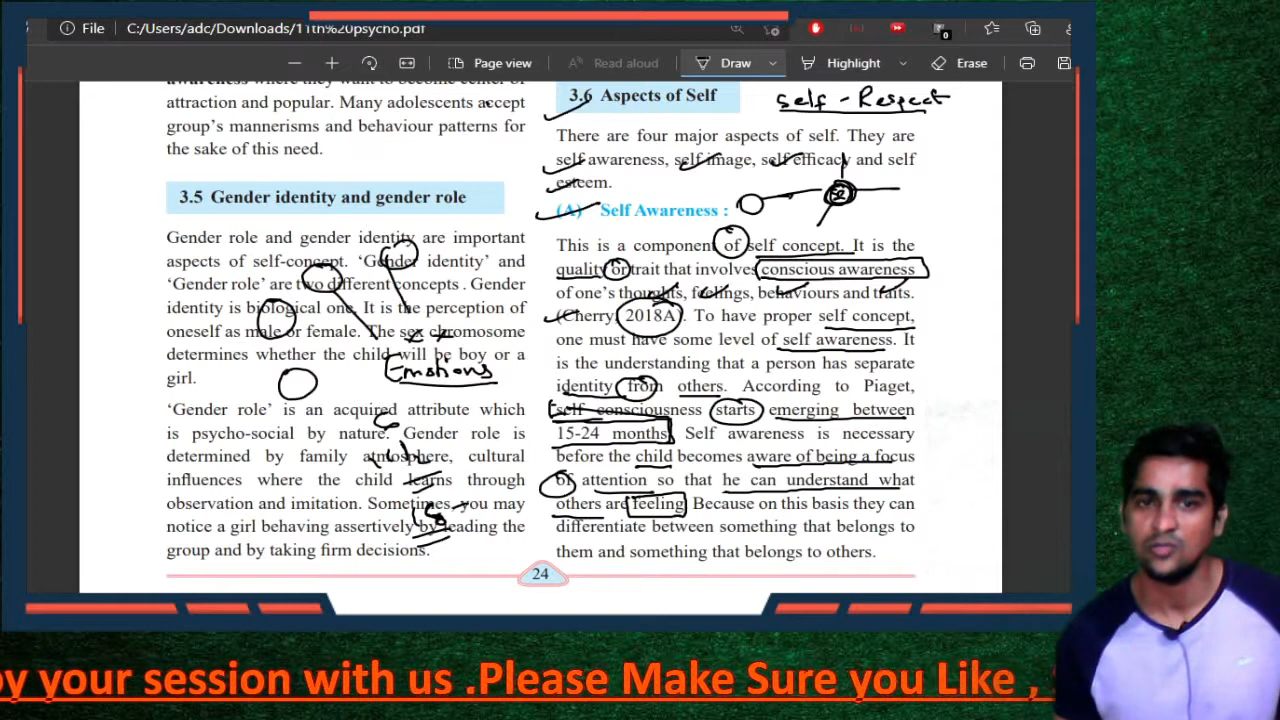 File C:/Users/adc/Downloads/11th%20psycho.pdf
Page view
Read aloud
Draw
Highlight
Erase
awareness where they want to become center of
attraction and popular. Many adolescents accept
group's mannerisms and behaviour patterns for
the sake of this need.
3.5 Gender identity and gender role
Gender role and gender identity are important
aspects of self-concept. 'Gender identity' and
'Gender role' are two different concepts . Gender
identity is biological one. It is the perception of
oneself as male or female. The sex chromosome
determines whether the child will be boy or a
girl.
Emotions
'Gender role' is an acquired attribute which
is psycho-social by nature. Gender role is
determined by family atmosphere, cultural
influences where the child learns through
observation and imitation. Sometimes, you may
notice a girl behaving assertively by leading the
group and by taking firm decisions.
3.6 Aspects of Self
self - Respect
There are four major aspects of self. They are
self awareness, self image, self efficacy and self
esteem.
(A) Self Awareness :
This is a component of self concept. It is the
quality or trait that involves conscious awareness
of one's thoughts, feelings, behaviours and traits.
(Cherry, 2018A). To have proper self concept,
one must have some level of self awareness. It
is the understanding that a person has separate
identity from others. According to Piaget,
self consciousness starts emerging between
15-24 months. Self awareness is necessary
before the child becomes aware of being a focus
of attention so that he can understand what
others are feeling. Because on this basis they can
differentiate between something that belongs to
them and something that belongs to others.
24
your session with us .Please Make Sure you Like ,